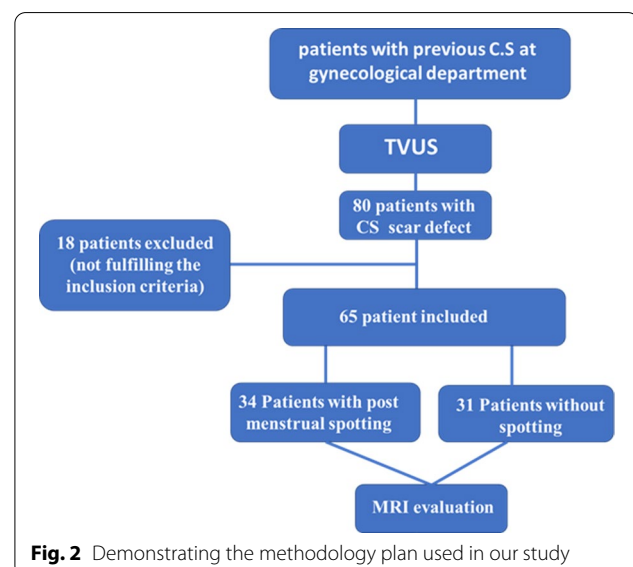 patients with previous C.S at
gynecological department
TVUS
80 patients with
CS scar defect
18 patients excluded
(not fulfilling the
inclusion criteria)
65 patient included
34 Patients with post
menstrual spotting
31 Patients without
spotting
MRI evaluation
Fig. 2 Demonstrating the methodology plan used in our study